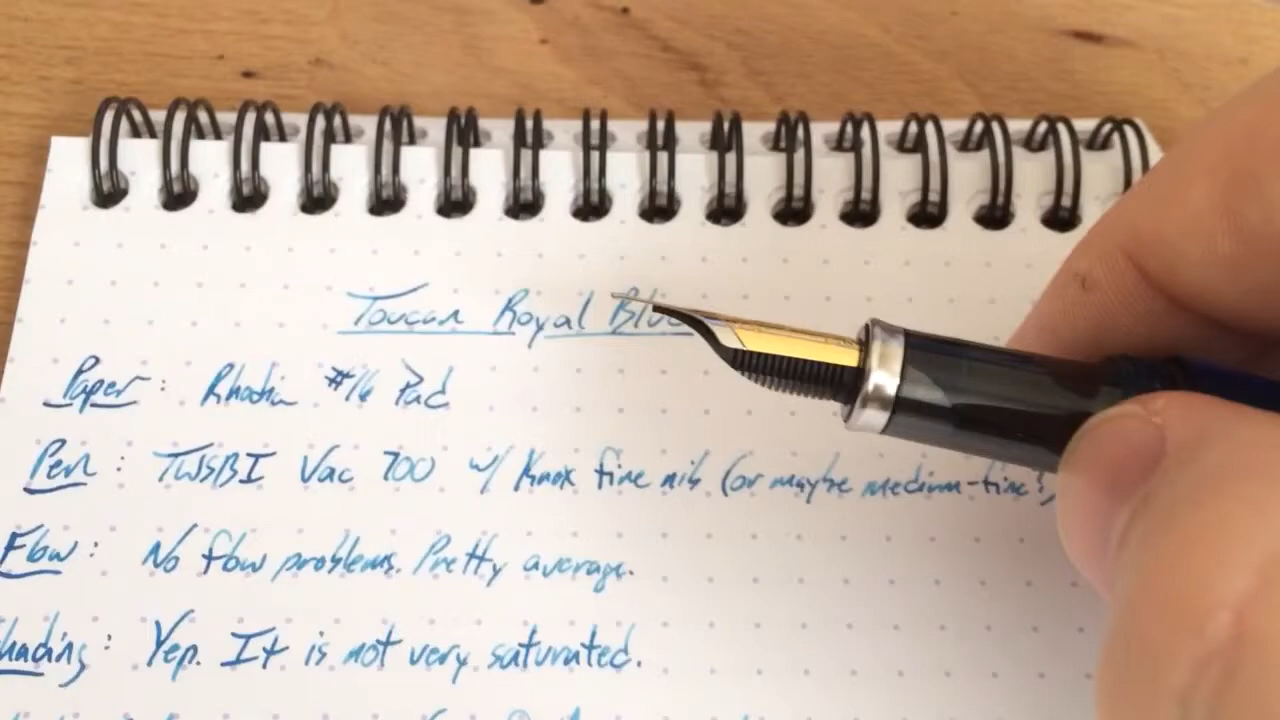 Toucan Royal Blue
Paper: Rhodia #16 Pad
Pen: TWSBI Vac 700 w/ Knox fine nib (or maybe medium-fine?)
Flow: No flow problems. Pretty average.
hading: Yep. It is not very saturated.